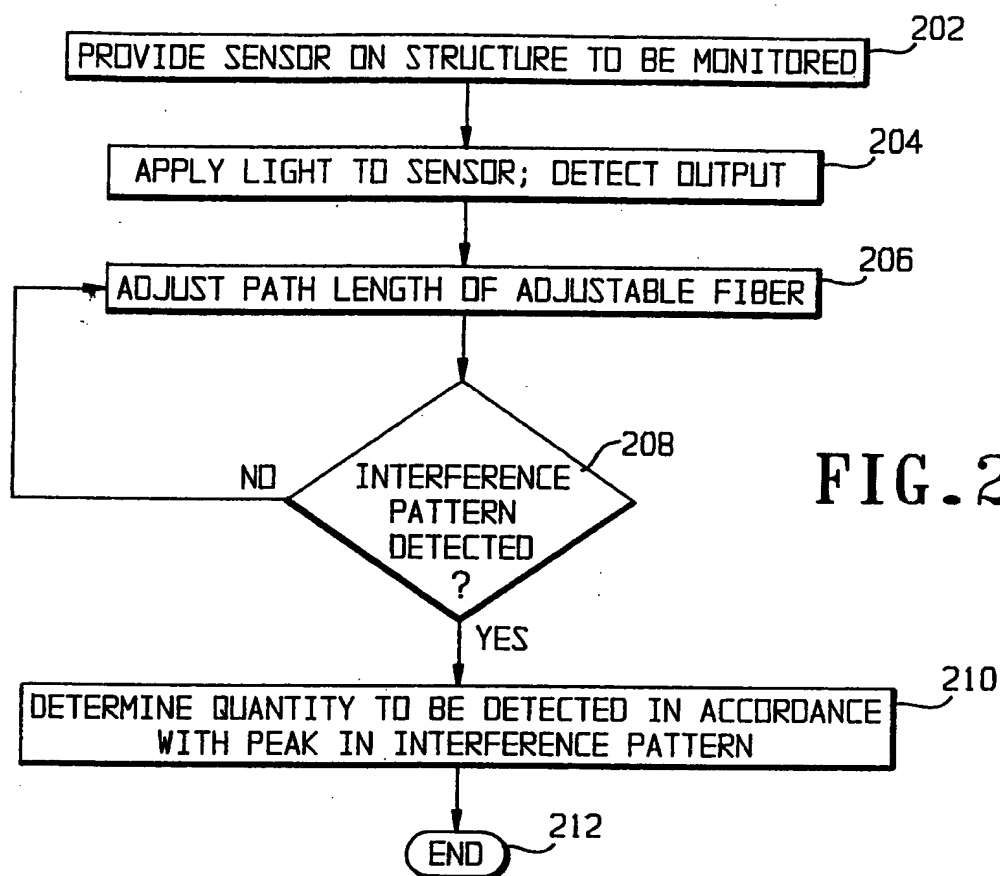 PROVIDE SENSOR ON STRUCTURE TO BE MONITORED
202
APPLY LIGHT TO SENSOR; DETECT OUTPUT
204
ADJUST PATH LENGTH OF ADJUSTABLE FIBER
206
INTERFERENCE
PATTERN
DETECTED
?
208
NO
YES
FIG.2
DETERMINE QUANTITY TO BE DETECTED IN ACCORDANCE
WITH PEAK IN INTERFERENCE PATTERN
210
END
212